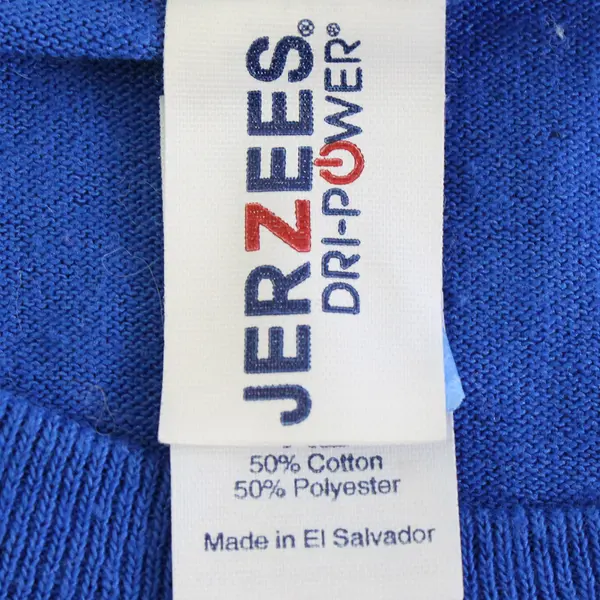 JERZEES®
DRI-POWER®
50% Cotton
50% Polyester
Made in El Salvador